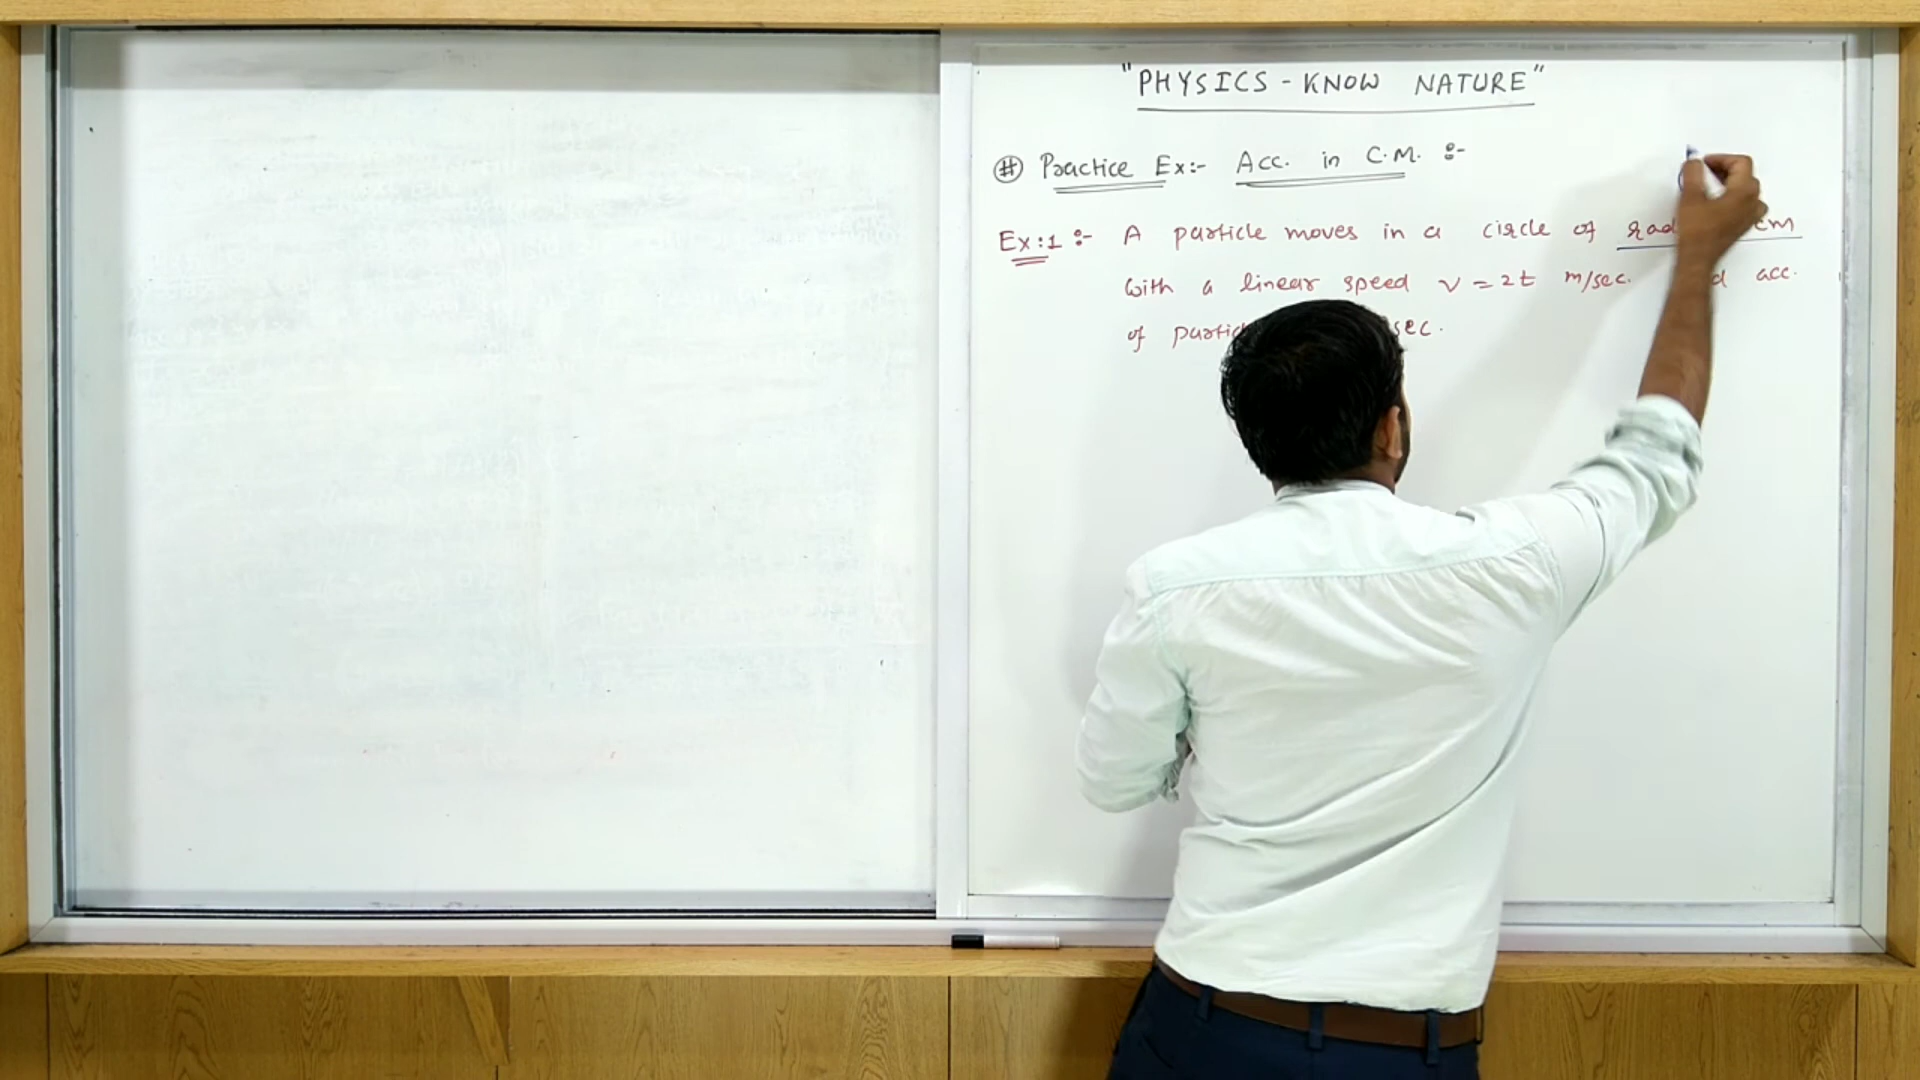 "PHYSICS - KNOW NATURE"
# Practice Ex:- Acc. in C.M. :-
Ex:1 :- A particle moves in a circle of cm
with a linear speed v = 2t m/sec. acc.
of sec.